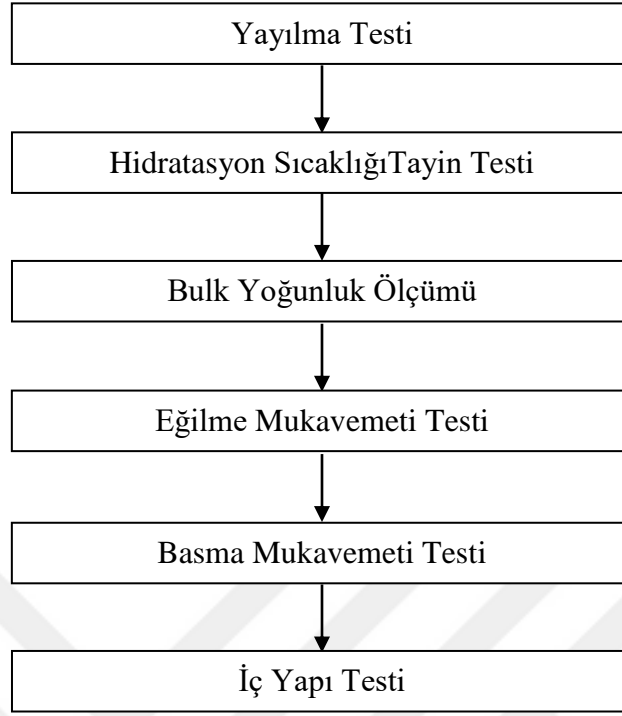 Yayılma Testi
Hidratasyon SıcaklığıTayin Testi
Bulk Yoğunluk Ölçümü
Eğilme Mukavemeti Testi
Basma Mukavemeti Testi
İç Yapı Testi